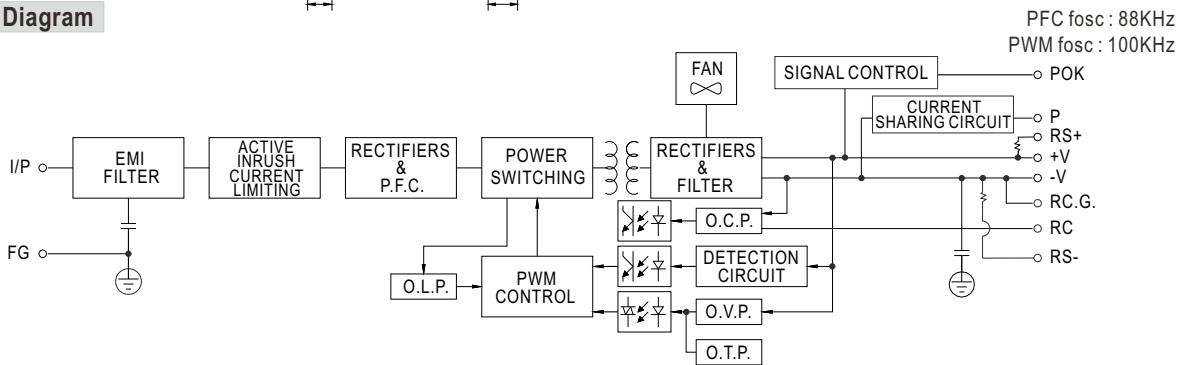 Diagram
PFC fosc : 88KHz
PWM fosc : 100KHz
FAN
SIGNAL CONTROL
POK
CURRENT
SHARING CIRCUIT
P
RS+
I/P
EMI
FILTER
ACTIVE
INRUSH
CURRENT
LIMITING
RECTIFIERS
&
P.F.C.
POWER
SWITCHING
RECTIFIERS
&
FILTER
+V
-V
RC.G.
O.C.P.
RC
FG
DETECTION
CIRCUIT
RS-
O.L.P.
PWM
CONTROL
O.V.P.
O.T.P.